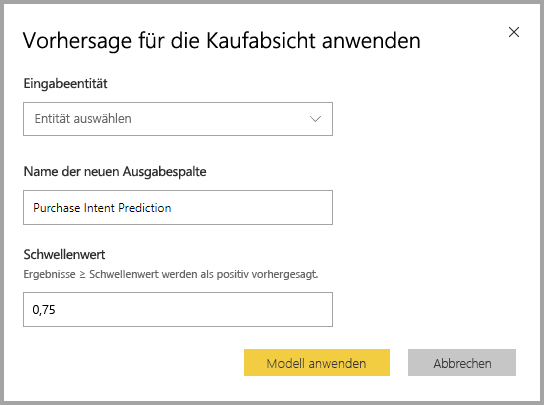 Vorhersage für die Kaufabsicht anwenden
Eingabeentität
Entität auswählen
Name der neuen Ausgabespalte
Purchase Intent Prediction
Schwellenwert
Ergebnisse ≥ Schwellenwert werden als positiv vorhergesagt.
0,75
Modell anwenden
Abbrechen